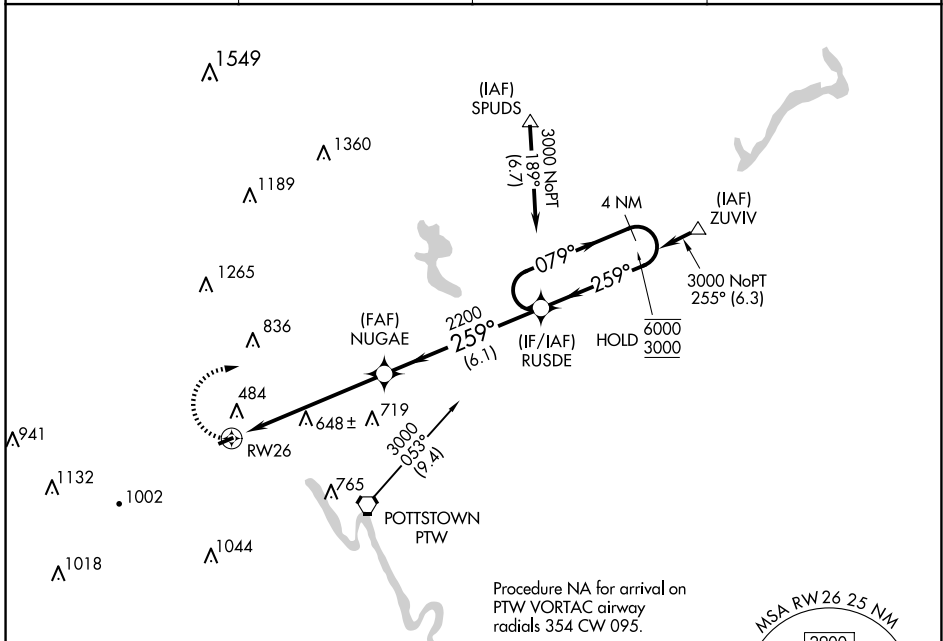 1549
1360
1189
1265
836
484
(IAF)
SPUDS
3000 NoPT
189°
(6.7)
4 NM
(IAF)
ZUVIV
079°
259°
3000 NoPT
255° (6.3)
HOLD
6000
3000
(IF/IAF)
RUSDE
2200
259°
(6.1)
(FAF)
NUGAE
648±
719
RW26
941
1132
1002
1018
1044
765
3000
053°
(9.4)
POTTSTOWN
PTW
Procedure NA for arrival on
PTW VORTAC airway
radials 354 CW 095.
MSA RW26 25 NM